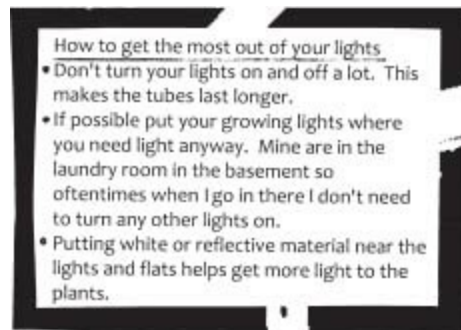 How to get the most out of your lights
• Don't turn your lights on and off a lot. This
makes the tubes last longer.
• If possible put your growing lights where
you need light anyway. Mine are in the
laundry room in the basement so
oftentimes when I go in there I don't need
to turn any other lights on.
• Putting white or reflective material near the
lights and flats helps get more light to the
plants.